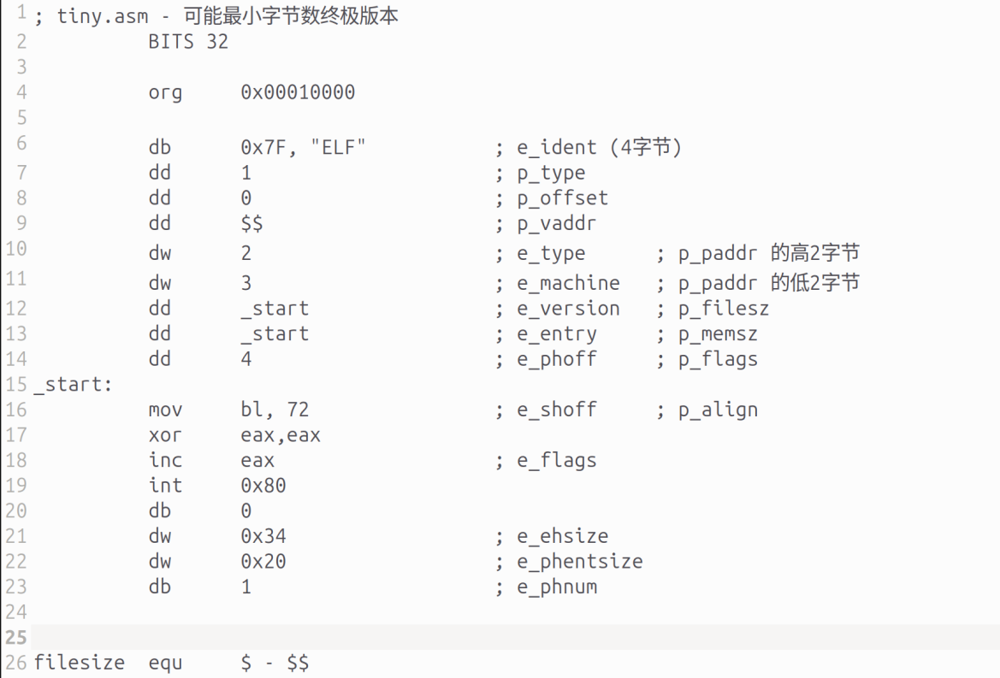 1 ; tiny.asm - 可能最小字节数终极版本
2 BITS 32
3
4 org 0x00010000
5
6 db 0x7F, "ELF" ; e_ident (4字节)
7 dd 1 ; p_type
8 dd 0 ; p_offset
9 dd $$ ; p_vaddr
10 dw 2 ; e_type ; p_paddr 的高2字节
11 dw 3 ; e_machine ; p_paddr 的低2字节
12 dd _start ; e_version ; p_filesz
13 dd _start ; e_entry ; p_memsz
14 dd 4 ; e_phoff ; p_flags
15 _start:
16 mov bl, 72 ; e_shoff ; p_align
17 xor eax,eax
18 inc eax ; e_flags
19 int 0x80
20 db 0
21 dw 0x34 ; e_ehsize
22 dw 0x20 ; e_phentsize
23 db 1 ; e_phnum
24
25
26 filesize equ $ - $$